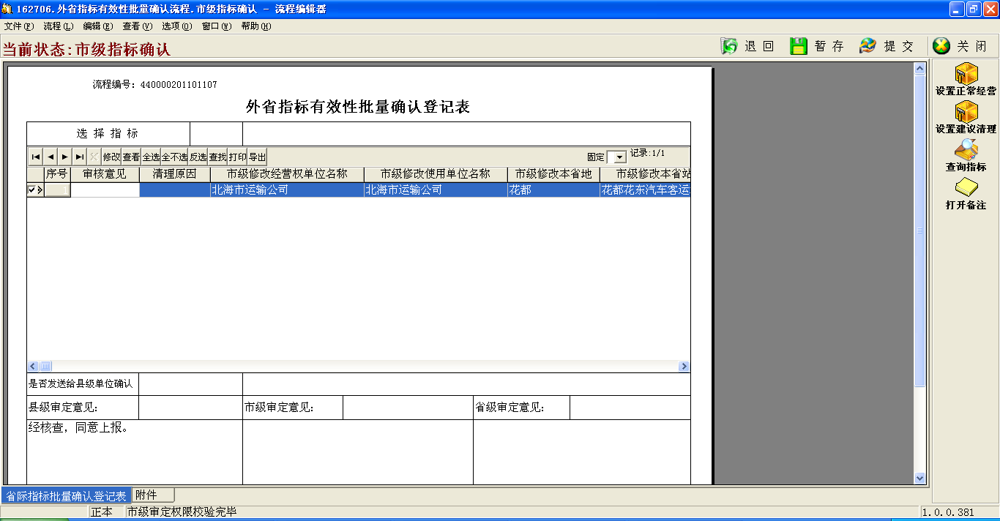 162706.外省指标有效性批量确认流程.市级指标确认 - 流程编辑器
文件(F) 流程(L) 编辑(E) 查看(V) 选项(O) 窗口(W) 帮助(H)
当前状态:市级指标确认
退 回 暂 存 提 交 关 闭
设置正常经营
设置建议清理
查询指标
打开备注
流程编号: 440000201101107
外省指标有效性批量确认登记表
选 择 指 标
修改 查看 全选 全不选 反选 查找 打印 导出 固定 记录:1/1
序号 审核意见 清理原因 市级修改经营权单位名称 市级修改使用单位名称 市级修改本省地 市级修改本省站
1 北海市运输公司 北海市运输公司 花都 花都花东汽车客运
是否发送给县级单位确认
县级审定意见: 市级审定意见: 省级审定意见:
经核查，同意上报。
省际指标批量确认登记表 附件
正本 市级审定权限校验完毕 1.0.0.381